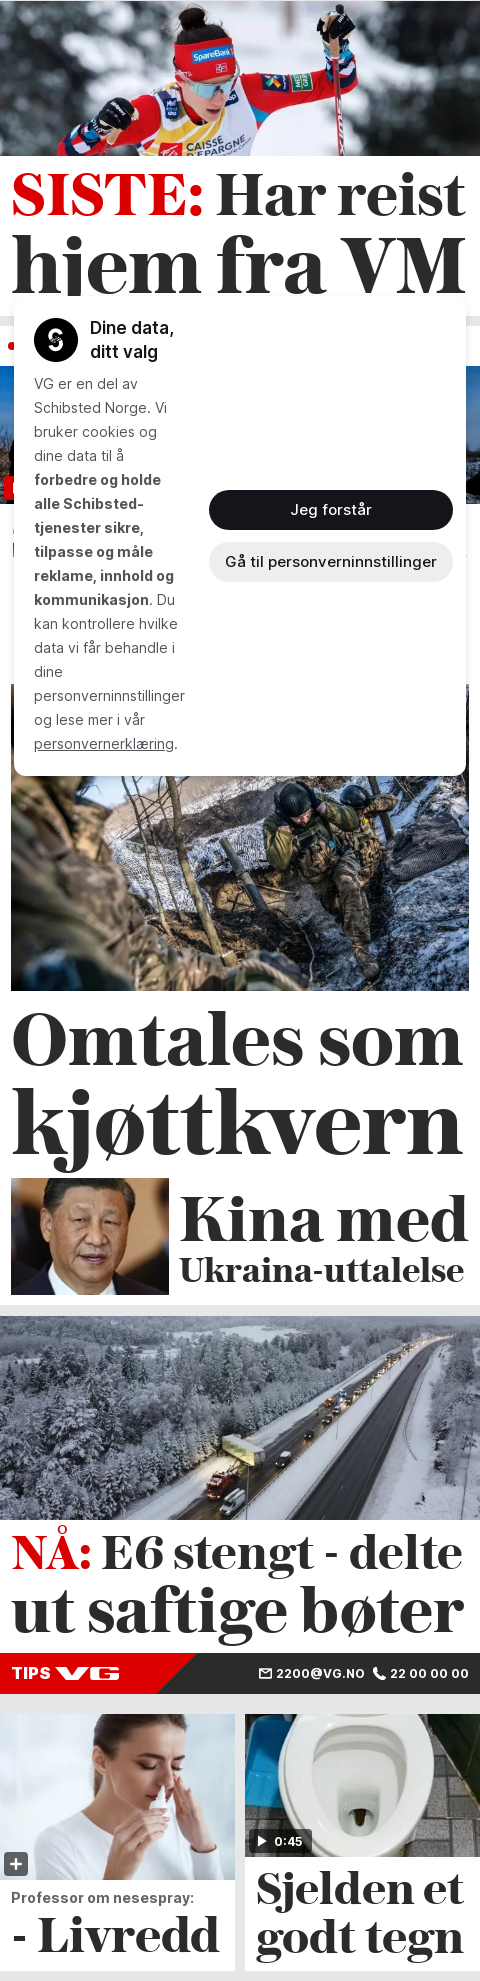 SpareBank
CAISSE
D'EPARGNE
SISTE: Har reist
hjem fra VM
Dine data,
ditt valg
VG er en del av
Schibsted Norge. Vi
bruker cookies og
dine data til å
forbedre og holde
alle Schibsted-
tjenester sikre,
tilpasse og måle
reklame, innhold og
kommunikasjon. Du
kan kontrollere hvilke
data vi får behandle i
dine
personverninnstillinger
og lese mer i vår
personvernerklæring.
Jeg forstår
Gå til personverninnstillinger
Omtales som
kjøttkvern
Kina med
Ukraina-uttalelse
NÅ: E6 stengt - delte
ut saftige bøter
TIPS VG
2200@VG.NO 22 00 00 00
Professor om nesespray:
- Livredd
0:45
Sjelden et
godt tegn